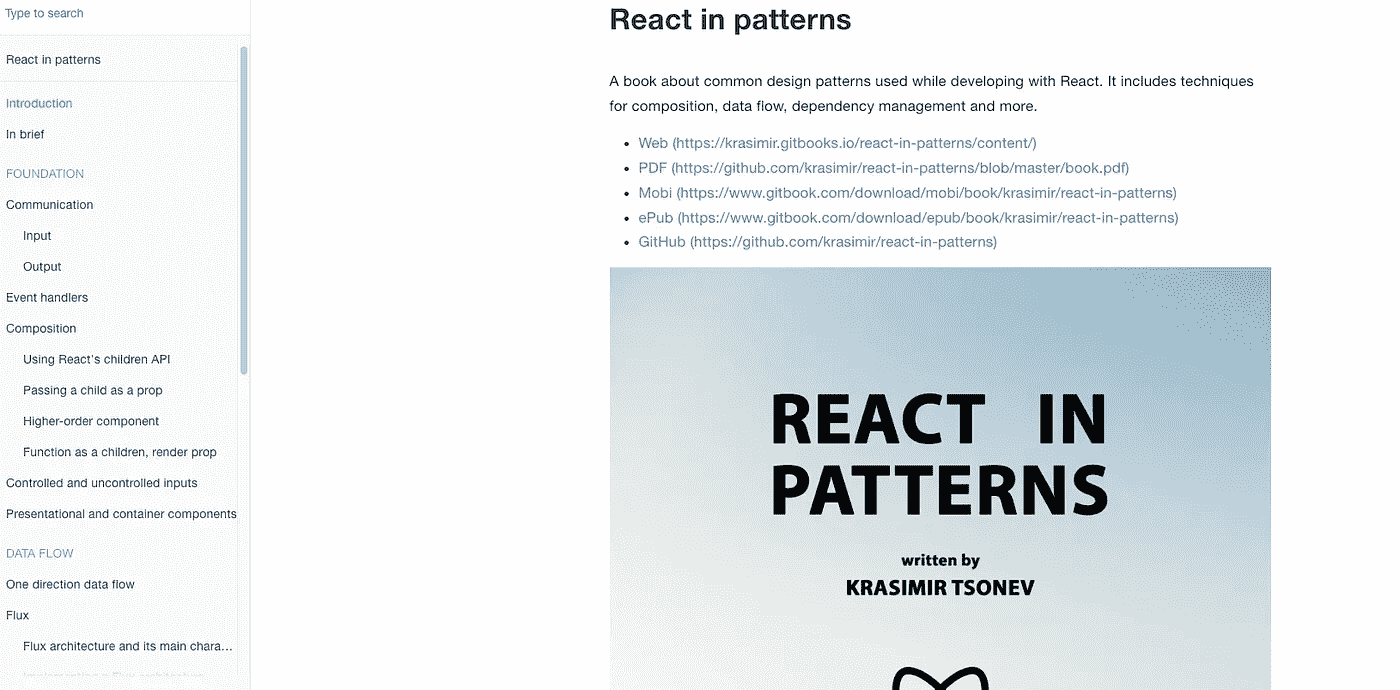 Type to search
React in patterns
Introduction
In brief
FOUNDATION
Communication
Input
Output
Event handlers
Composition
Using React's children API
Passing a child as a prop
Higher-order component
Function as a children, render prop
Controlled and uncontrolled inputs
Presentational and container components
DATA FLOW
One direction data flow
Flux
Flux architecture and its main chara...
React in patterns
A book about common design patterns used while developing with React. It includes techniques
for composition, data flow, dependency management and more.
Web (https://krasimir.gitbooks.io/react-in-patterns/content/)
PDF (https://github.com/krasimir/react-in-patterns/blob/master/book.pdf)
Mobi (https://www.gitbook.com/download/mobi/book/krasimir/react-in-patterns)
ePub (https://www.gitbook.com/download/epub/book/krasimir/react-in-patterns)
GitHub (https://github.com/krasimir/react-in-patterns)
REACT IN
PATTERNS
written by
KRASIMIR TSONEV